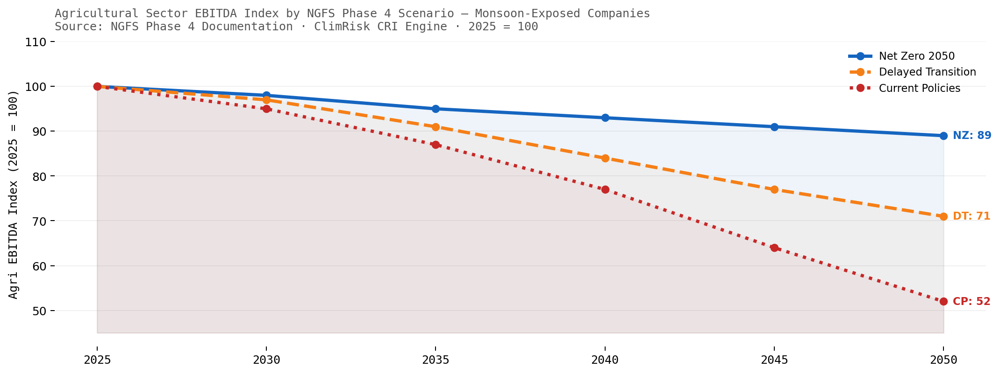 Agricultural Sector EBITDA Index by NGFS Phase 4 Scenario — Monsoon-Exposed Companies
Source: NGFS Phase 4 Documentation · ClimRisk CRI Engine · 2025 = 100
Agri EBITDA Index (2025 = 100)
110
100
90
80
70
60
50
Net Zero 2050
Delayed Transition
Current Policies
NZ: 89
DT: 71
CP: 52
2025
2030
2035
2040
2045
2050